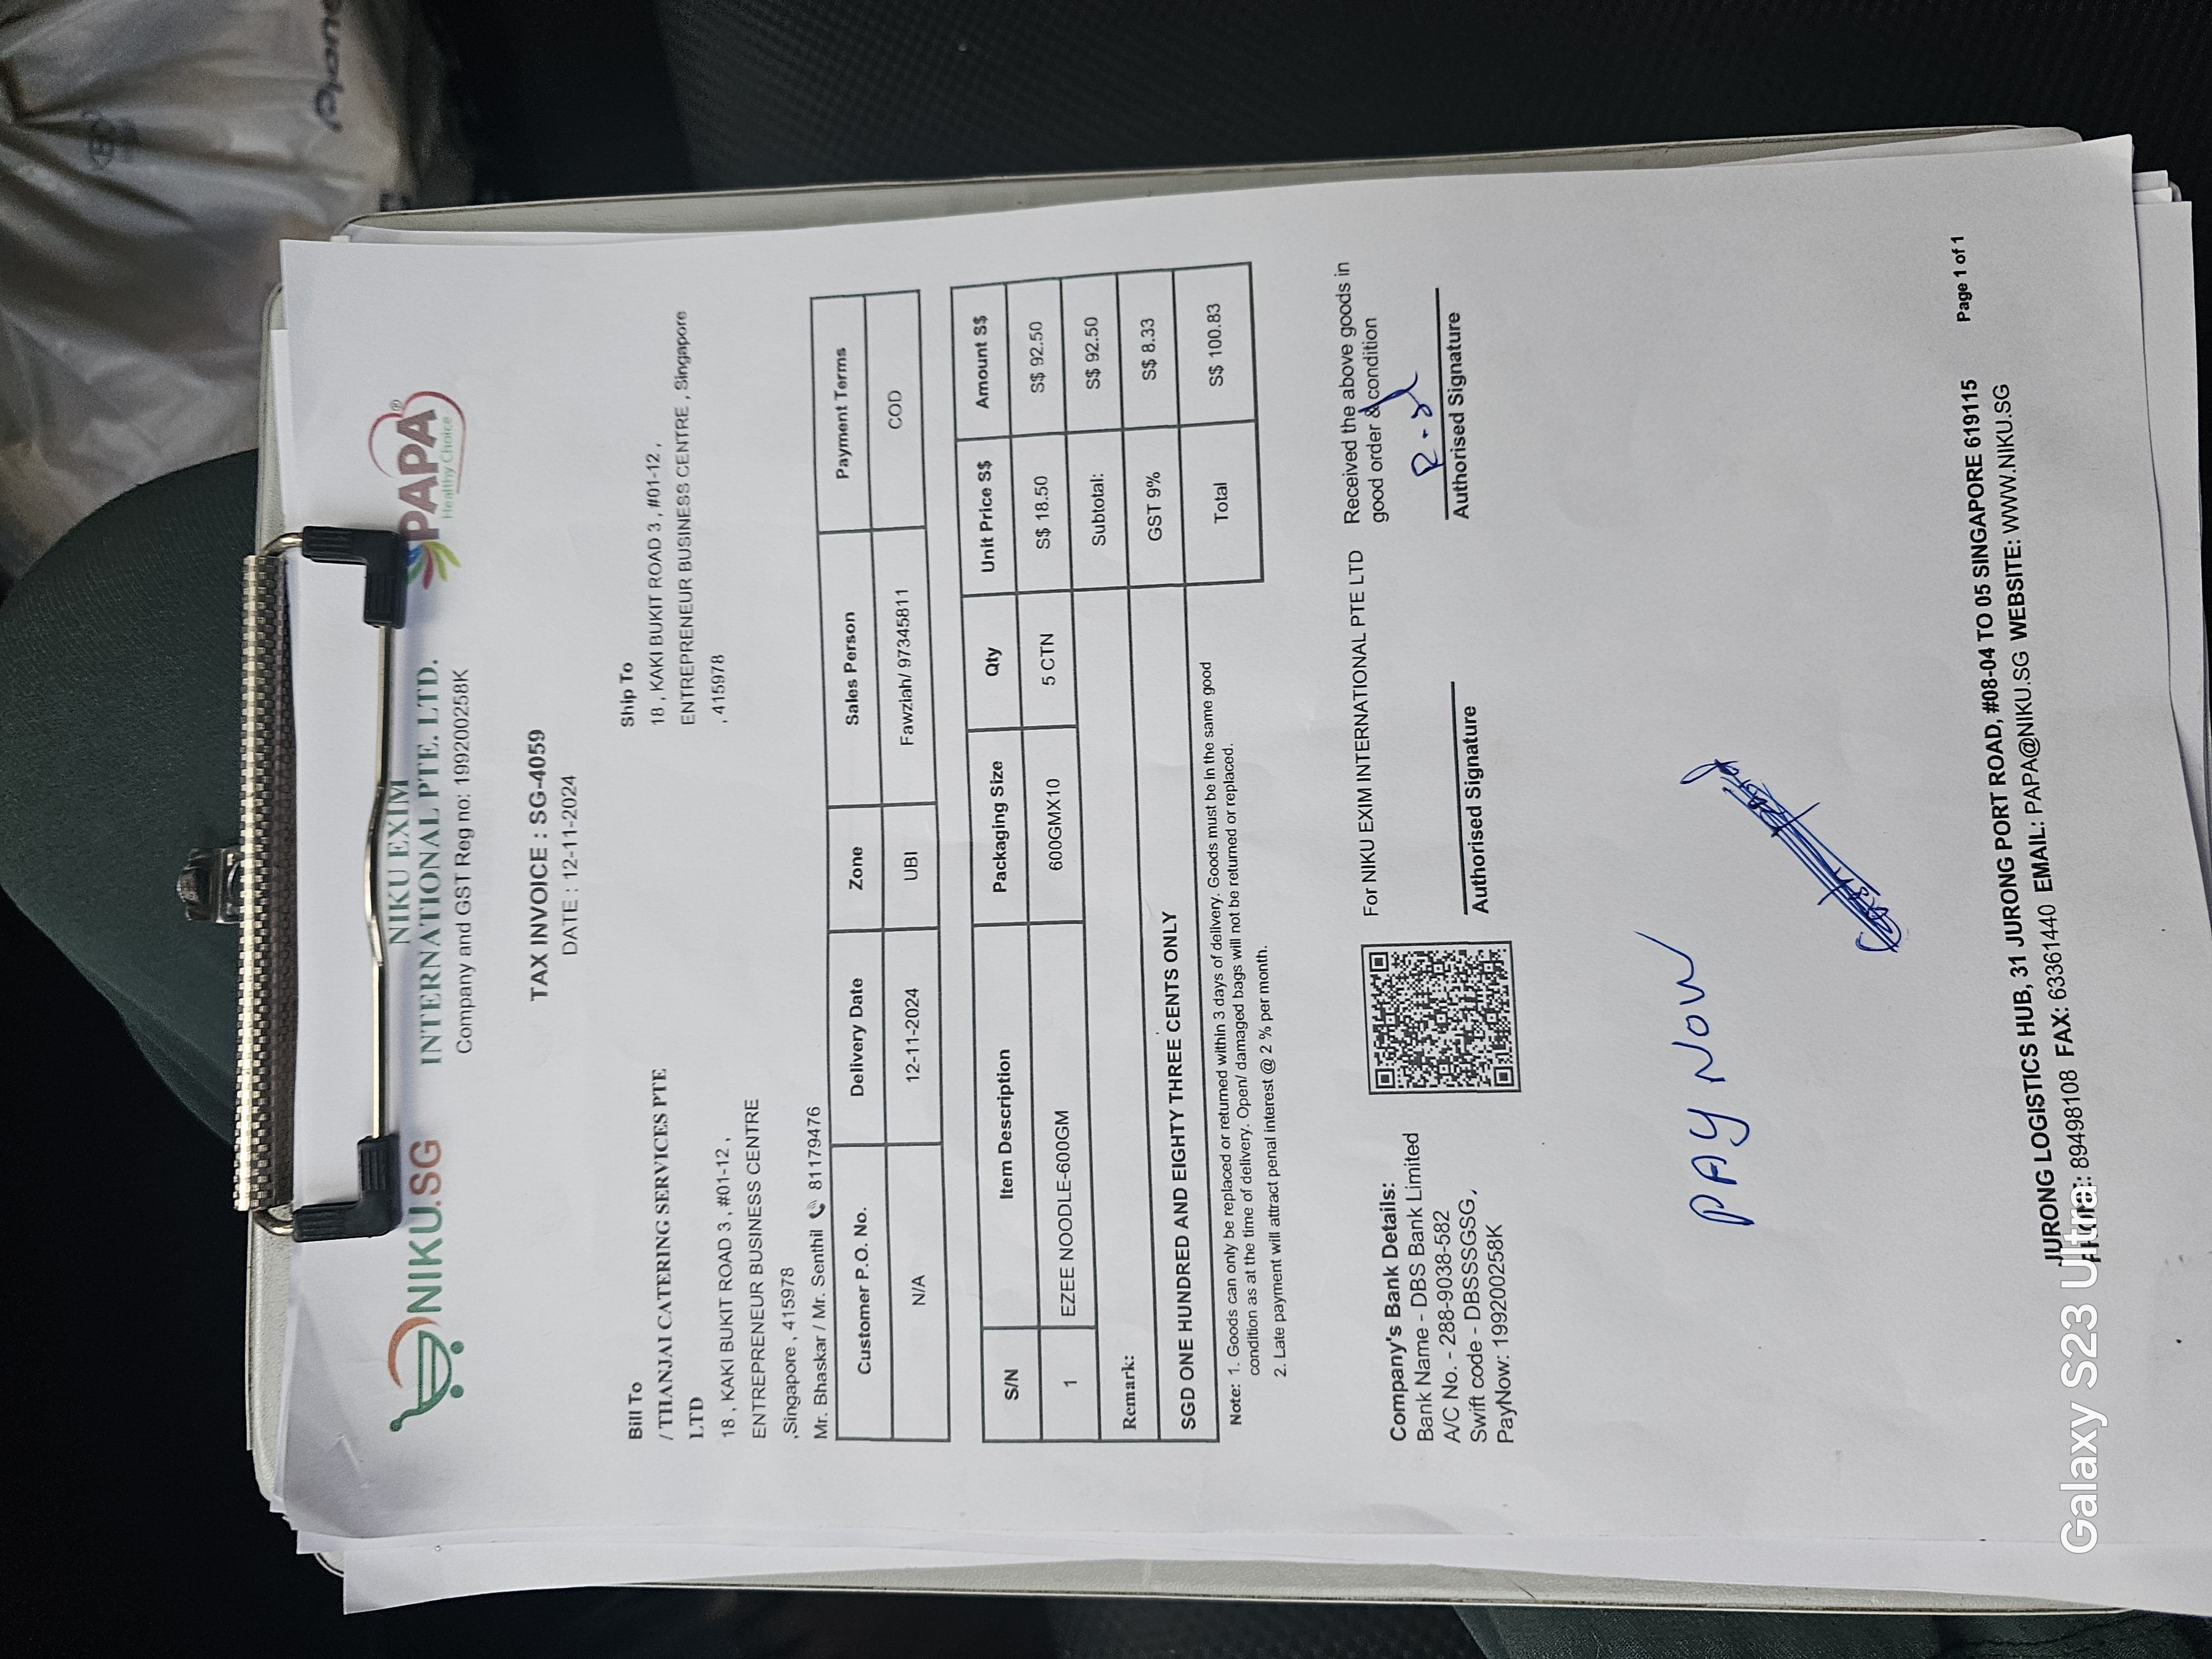 NIKU.SG
NIKU EXIM
INTERNATIONAL PTE. LTD.
Company and GST Reg no: 199200258K
PAPA®
Healthy Choice
TAX INVOICE : SG-4059
DATE : 12-11-2024
Bill To
/ THANJAI CATERING SERVICES PTE
LTD
18 , KAKI BUKIT ROAD 3 , #01-12 ,
ENTREPRENEUR BUSINESS CENTRE
,Singapore , 415978
Mr. Bhaskar / Mr. Senthil 81179476
Ship To
18 , KAKI BUKIT ROAD 3 , #01-12 ,
ENTREPRENEUR BUSINESS CENTRE , Singapore
, 415978
Customer P.O. No. Delivery Date Zone Sales Person Payment Terms
N/A 12-11-2024 UBI Fawziah/ 97345811 COD
S/N Item Description Packaging Size Qty Unit Price S$ Amount S$
1 EZEE NOODLE-600GM 600GMX10 5 CTN S$ 18.50 S$ 92.50
Remark: Subtotal: S$ 92.50
GST 9% S$ 8.33
SGD ONE HUNDRED AND EIGHTY THREE CENTS ONLY Total S$ 100.83
Note: 1. Goods can only be replaced or returned within 3 days of delivery. Goods must be in the same good
condition as at the time of delivery. Open/ damaged bags will not be returned or replaced.
2. Late payment will attract penal interest @ 2 % per month.
Company's Bank Details:
Bank Name - DBS Bank Limited
A/C No. - 288-9038-582
Swift code - DBSSSGSG,
PayNow: 199200258K
For NIKU EXIM INTERNATIONAL PTE LTD
Authorised Signature
Received the above goods in
good order & condition
Authorised Signature
PAY NOW
Page 1 of 1
JURONG LOGISTICS HUB, 31 JURONG PORT ROAD, #08-04 TO 05 SINGAPORE 619115
89498108 FAX: 63361440 EMAIL: PAPA@NIKU.SG WEBSITE: WWW.NIKU.SG
Galaxy S23 Ultra